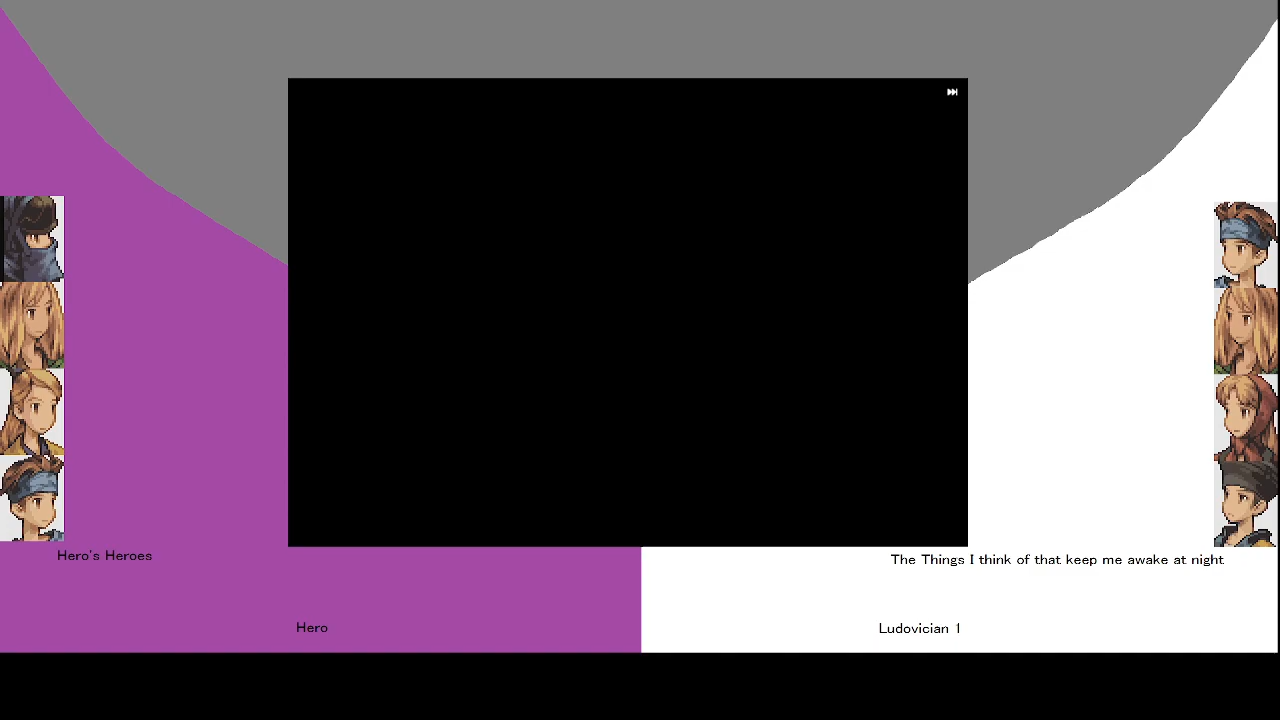 Hero's Heroes
The Things I think of that keep me awake at night
Hero
Ludovician 1